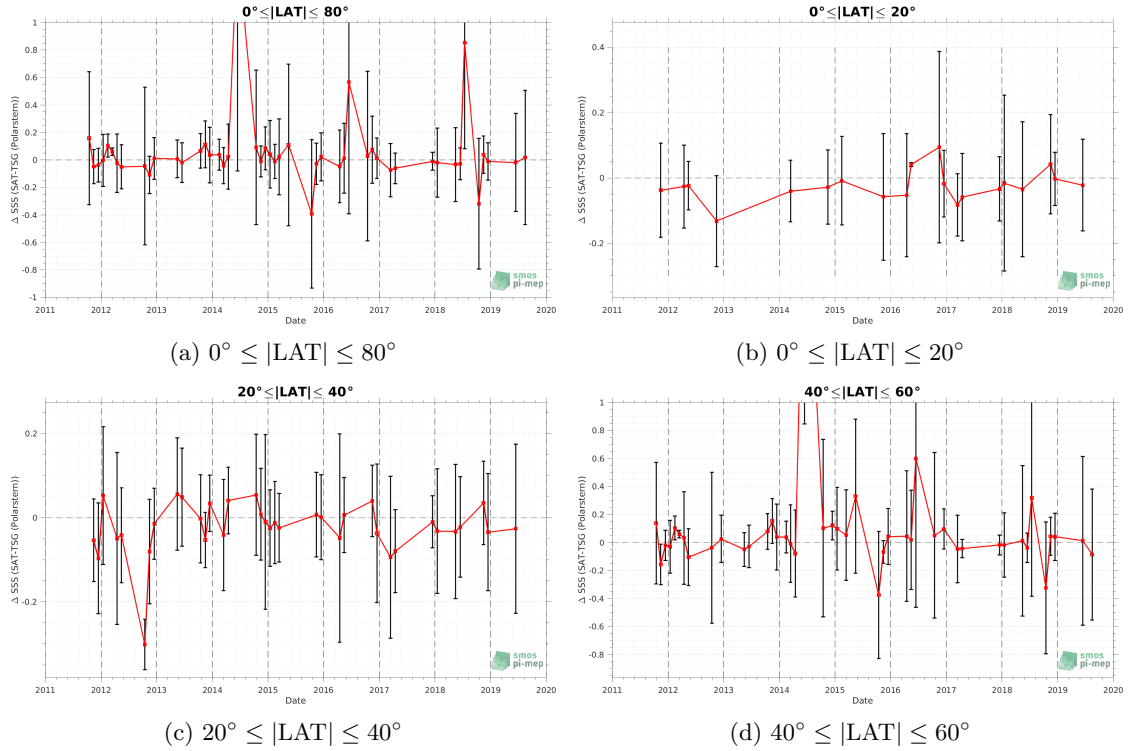 0°≤|LAT|≤ 80°
Δ SSS (SAT-TSG (Polarstern))
1
0.8
0.6
0.4
0.2
0
-0.2
-0.4
-0.6
-0.8
-1
2011 2012 2013 2014 2015 2016 2017 2018 2019 2020
Date
smos
pi-mep
(a) 0° ≤ |LAT| ≤ 80°
0°≤|LAT|≤ 20°
Δ SSS (SAT-TSG (Polarstern))
0.4
0.2
0
-0.2
2011 2012 2013 2014 2015 2016 2017 2018 2019 2020
Date
smos
pi-mep
(b) 0° ≤ |LAT| ≤ 20°
20°≤|LAT|≤ 40°
Δ SSS (SAT-TSG (Polarstern))
0.2
0
-0.2
2011 2012 2013 2014 2015 2016 2017 2018 2019 2020
Date
smos
pi-mep
(c) 20° ≤ |LAT| ≤ 40°
40°≤|LAT|≤ 60°
Δ SSS (SAT-TSG (Polarstern))
1
0.8
0.6
0.4
0.2
0
-0.2
-0.4
-0.6
-0.8
2011 2012 2013 2014 2015 2016 2017 2018 2019 2020
Date
smos
pi-mep
(d) 40° ≤ |LAT| ≤ 60°